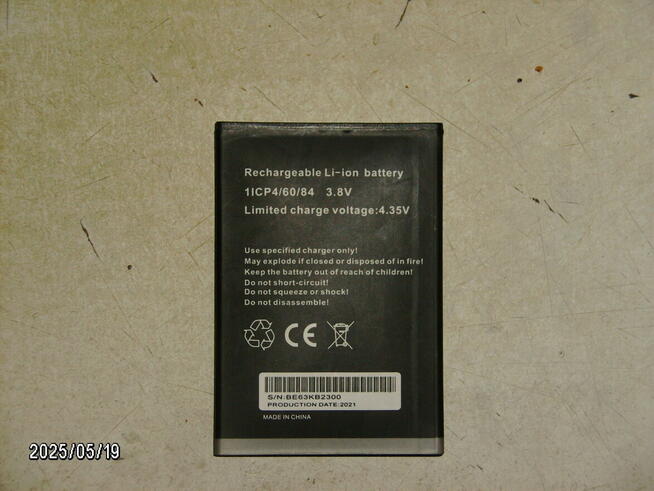 Rechargeable Li-ion battery
1ICP4/60/84 3.8V
Limited charge voltage:4.35V
Use specified charger only!
May explode if closed or disposed of in fire!
Keep the battery out of reach of children!
Do not short-circuit!
Do not squeeze or shock!
Do not disassemble!
CE
S/N:BE63KB2300
PRODUCTION DATE:2021
MADE IN CHINA
2025/05/19